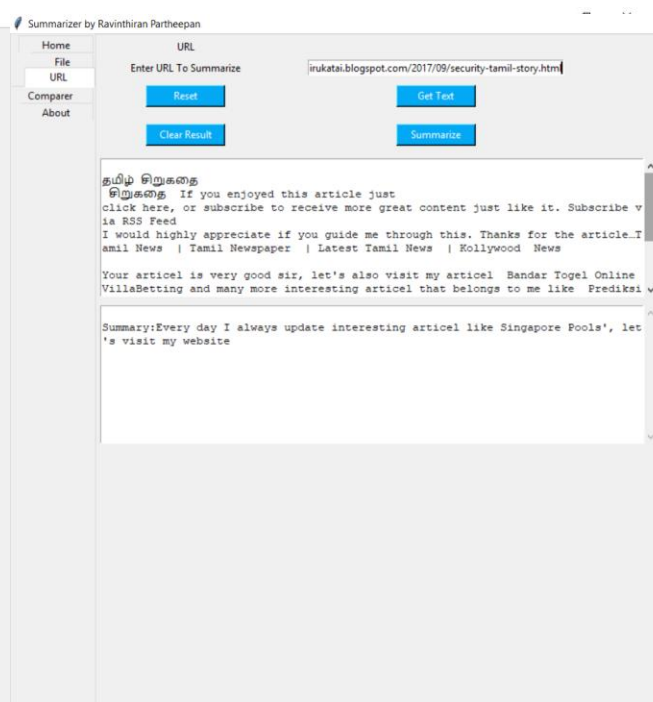 Summarizer by Ravinthiran Partheepan
Home
File
URL
Comparer
About
URL
Enter URL To Summarize
irukatai.blogspot.com/2017/09/security-tamil-story.html
Reset
Get Text
Clear Result
Summarize
தமிழ் சிறுகதை
சிறுகதை If you enjoyed this article just
click here, or subscribe to receive more great content just like it. Subscribe v
ia RSS Feed
I would highly appreciate if you guide me through this. Thanks for the article…T
amil News | Tamil Newspaper | Latest Tamil News | Kollywood News
Your articel is very good sir, let's also visit my articel Bandar Togel Online
VillaBetting and many more interesting articel that belongs to me like Prediksi
Summary:Every day I always update interesting articel like Singapore Pools', let
's visit my website